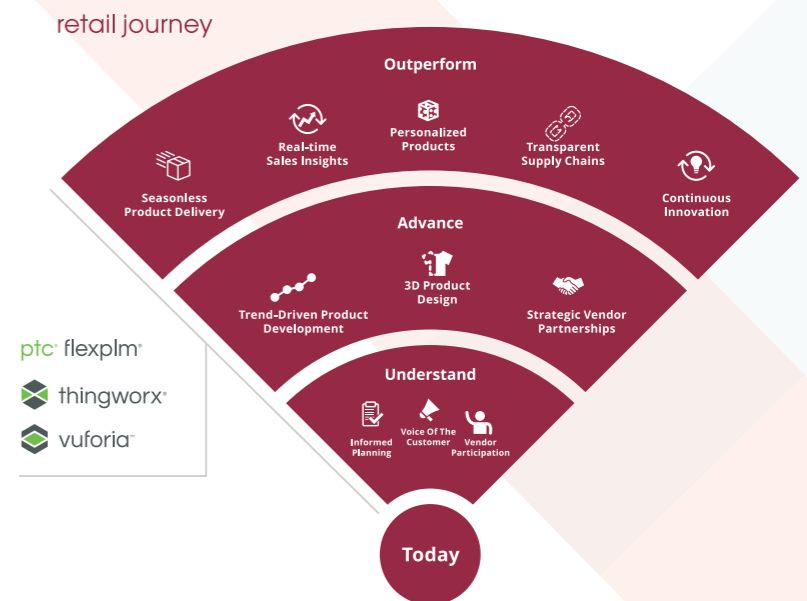 retail journey
Outperform
Seasonless
Product Delivery
Real-time
Sales Insights
Personalized
Products
Transparent
Supply Chains
Continuous
Innovation
Advance
Trend-Driven Product
Development
3D Product
Design
Strategic Vendor
Partnerships
Understand
Informed
Planning
Voice Of The
Customer
Vendor
Participation
Today
ptc® flexplm®
thingworx®
vuforia™